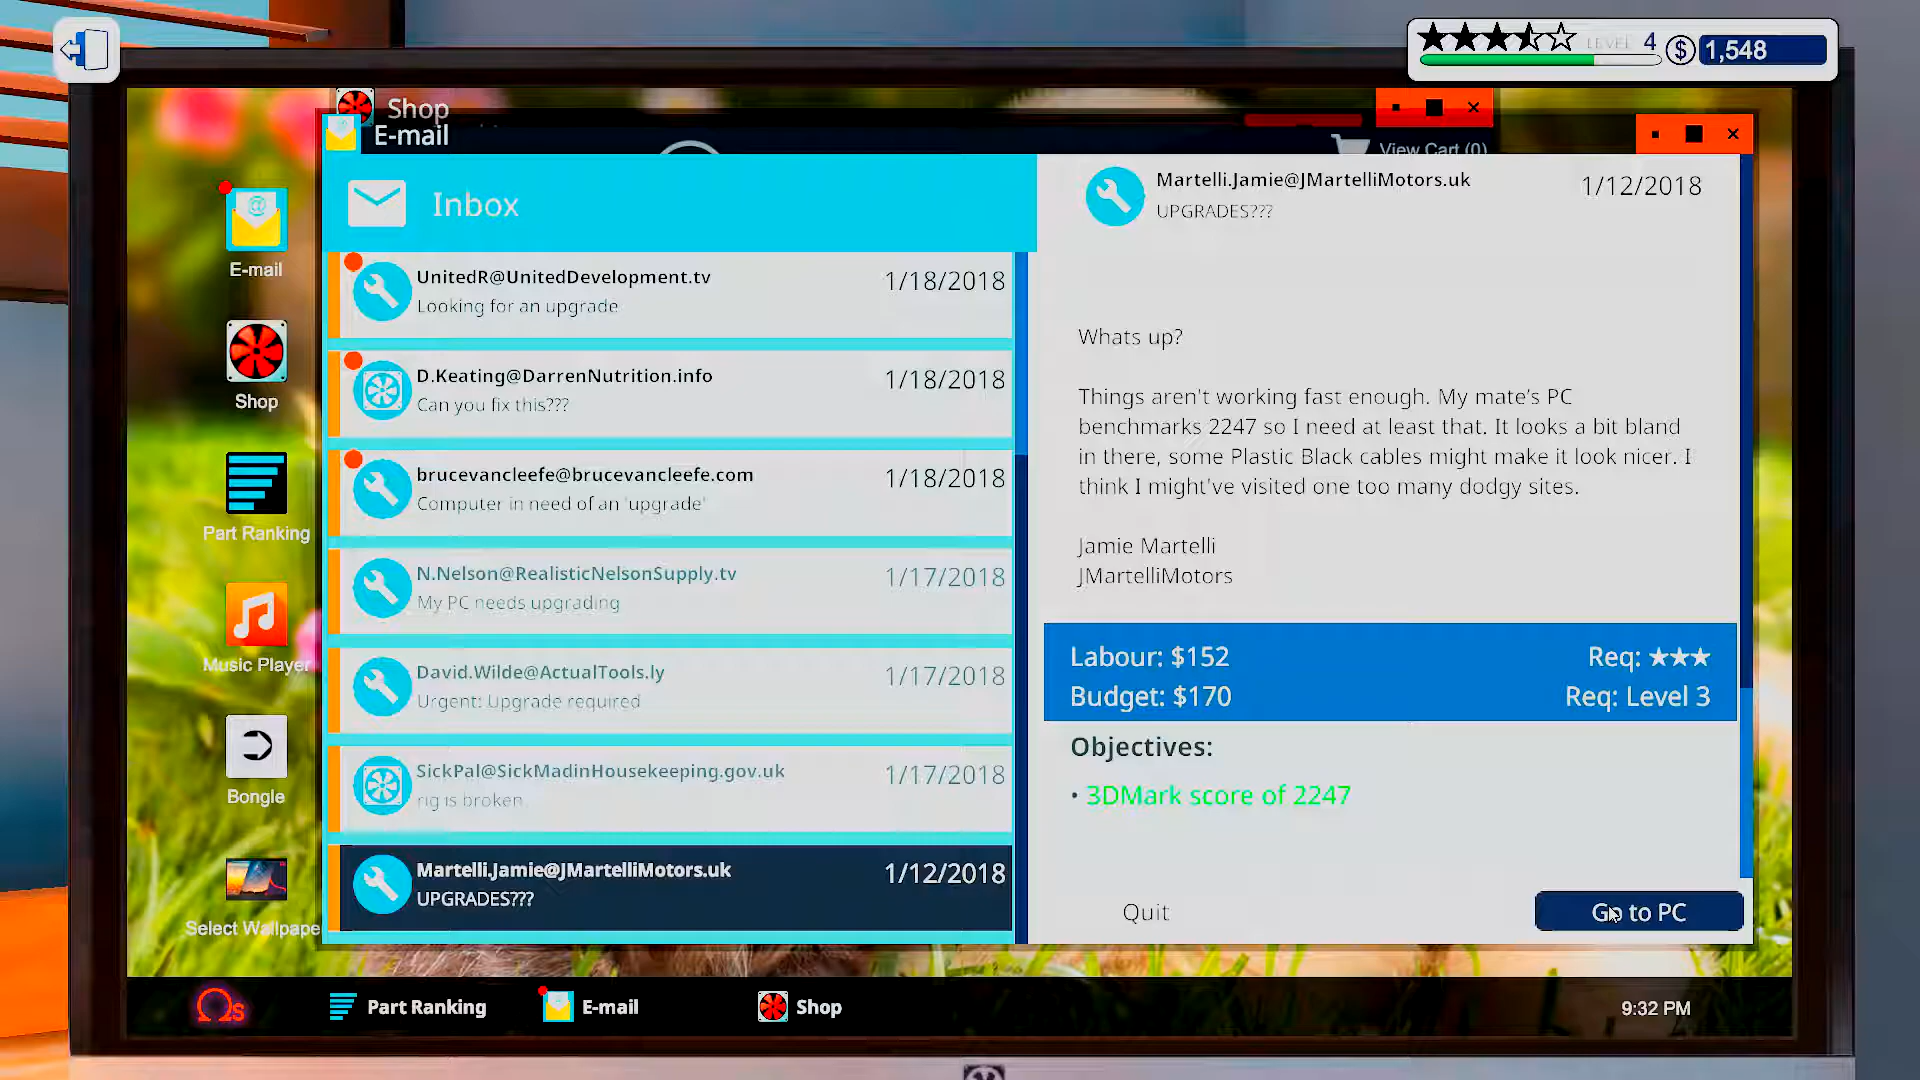 LEVEL 4
$ 1,548
Shop
E-mail
View Cart (0)
Inbox
UnitedR@UnitedDevelopment.tv
1/18/2018
Looking for an upgrade
D.Keating@DarrenNutrition.info
1/18/2018
Can you fix this???
brucevancleefe@brucevancleefe.com
1/18/2018
Computer in need of an 'upgrade'
N.Nelson@RealisticNelsonSupply.tv
1/17/2018
My PC needs upgrading
David.Wilde@ActualTools.ly
1/17/2018
Urgent: Upgrade required
SickPal@SickMadinHousekeeping.gov.uk
1/17/2018
rig is broken
Martelli.Jamie@JMartelliMotors.uk
1/12/2018
UPGRADES???
Martelli.Jamie@JMartelliMotors.uk
1/12/2018
UPGRADES???
Whats up?
Things aren't working fast enough. My mate's PC
benchmarks 2247 so I need at least that. It looks a bit bland
in there, some Plastic Black cables might make it look nicer. I
think I might've visited one too many dodgy sites.
Jamie Martelli
JMartelliMotors
Labour: $152
Req: ★★★
Budget: $170
Req: Level 3
Objectives:
• 3DMark score of 2247
Quit
Go to PC
E-mail
Shop
Part Ranking
Music Player
Bongle
Select Wallpape
Ωs
Part Ranking
E-mail
Shop
9:32 PM